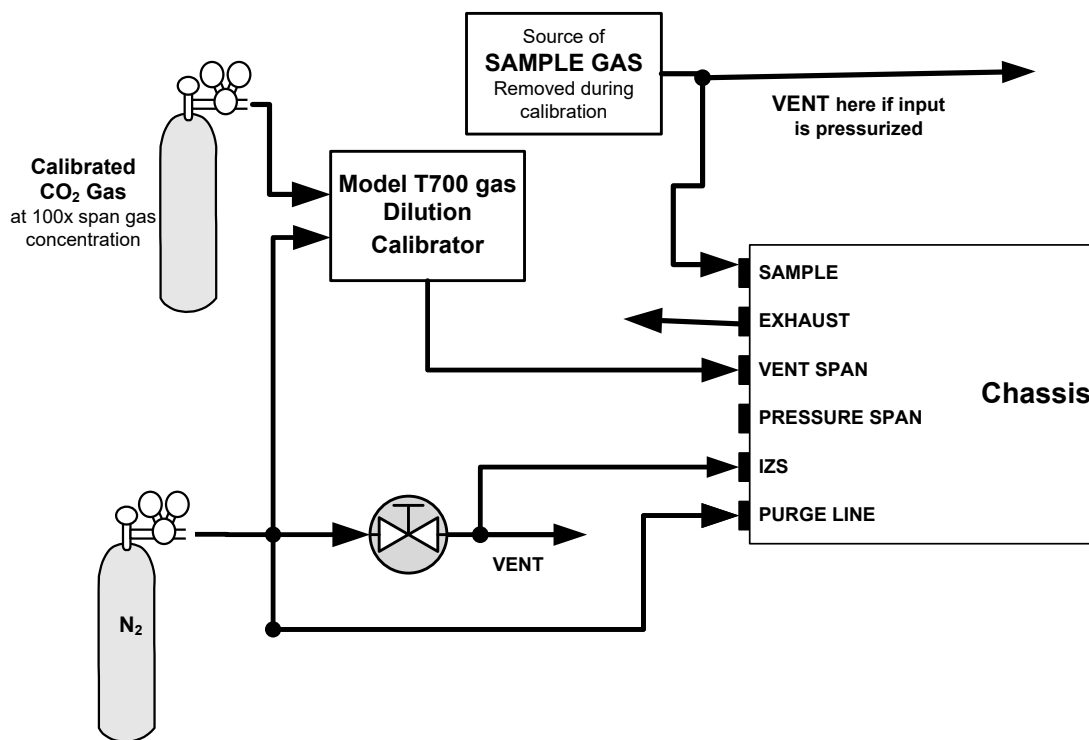 Source of
SAMPLE GAS
Removed during
calibration
VENT here if input
is pressurized
Calibrated
CO₂ Gas
at 100x span gas
concentration
Model T700 gas
Dilution
Calibrator
SAMPLE
EXHAUST
VENT SPAN
PRESSURE SPAN
IZS
PURGE LINE
Chassis
VENT
N₂